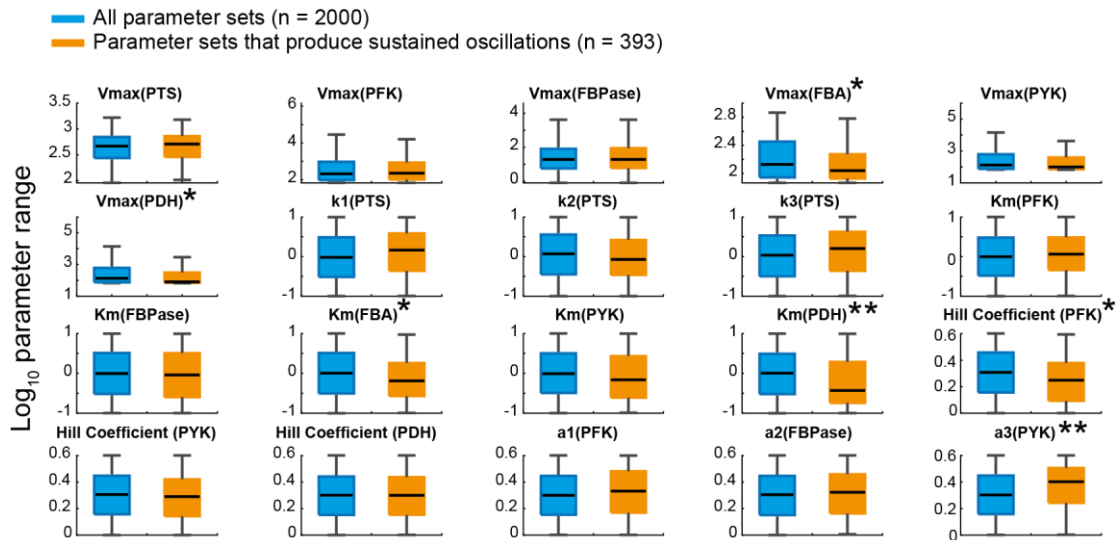 All parameter sets (n = 2000)
Parameter sets that produce sustained oscillations (n = 393)
Log10 parameter range
Vmax(PTS)
3.5
3
2.5
2
Vmax(PFK)
6
4
2
Vmax(FBPase)
4
2
0
Vmax(FBA)*
2.8
2.4
2
Vmax(PYK)
5
3
1
Vmax(PDH)*
5
3
1
k1(PTS)
1
0
-1
k2(PTS)
1
0
-1
k3(PTS)
1
0
-1
Km(PFK)
1
0
-1
Km(FBPase)
1
0
-1
Km(FBA)*
1
0
-1
Km(PYK)
1
0
-1
Km(PDH)**
1
0
-1
Hill Coefficient (PFK)*
0.6
0.4
0.2
0
Hill Coefficient (PYK)
0.6
0.4
0.2
0
Hill Coefficient (PDH)
0.6
0.4
0.2
0
a1(PFK)
0.6
0.4
0.2
0
a2(FBPase)
0.6
0.4
0.2
0
a3(PYK)**
0.6
0.4
0.2
0